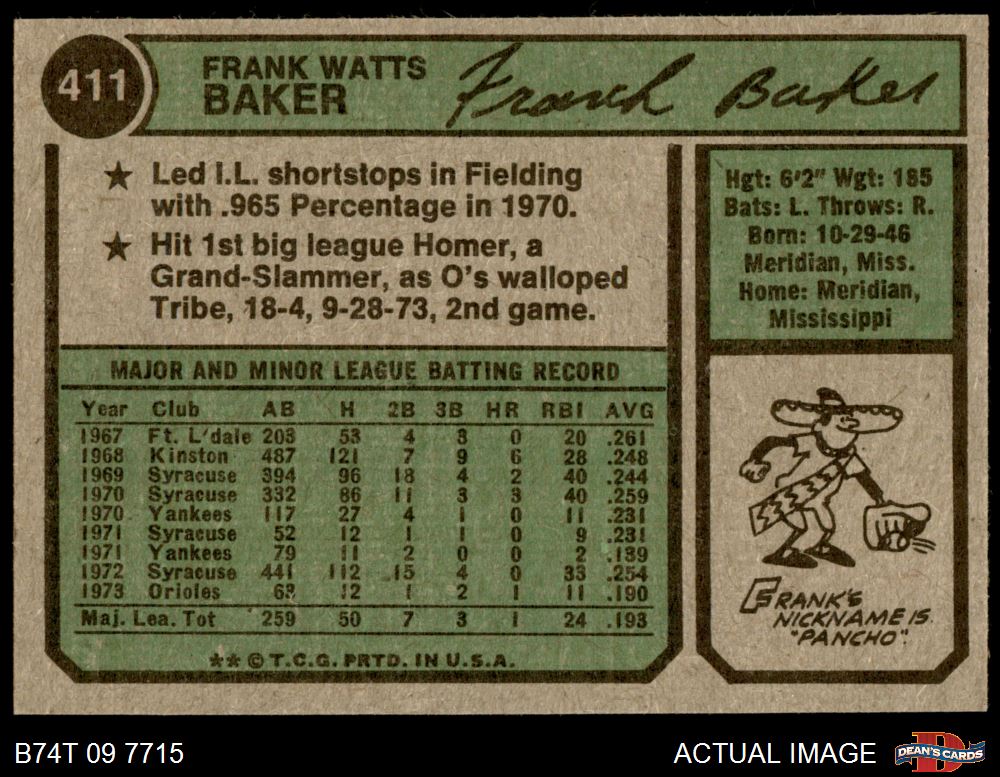 411
FRANK WATTS
BAKER
Frank Baker
★ Led I.L. shortstops in Fielding
with .965 Percentage in 1970.
★ Hit 1st big league Homer, a
Grand-Slammer, as O's walloped
Tribe, 18-4, 9-28-73, 2nd game.
Hgt: 6'2" Wgt: 185
Bats: L. Throws: R.
Born: 10-29-46
Meridian, Miss.
Home: Meridian,
Mississippi
MAJOR AND MINOR LEAGUE BATTING RECORD
Year Club AB H 2B 3B HR RBI AVG
1967 Ft. L'dale 203 53 4 3 0 20 .261
1968 Kinston 487 121 7 9 6 28 .248
1969 Syracuse 394 96 18 4 2 40 .244
1970 Syracuse 332 86 11 3 3 40 .259
1970 Yankees 117 27 4 1 0 11 .231
1971 Syracuse 52 12 1 1 0 9 .231
1971 Yankees 79 11 2 0 0 2 .139
1972 Syracuse 441 112 15 4 0 33 .254
1973 Orioles 63 12 1 2 1 11 .190
Maj. Lea. Tot 259 50 7 3 1 24 .193
★★ © T.C.G. PRTD. IN U.S.A.
FRANK'S
NICKNAME IS
"PANCHO".
B74T 09 7715
ACTUAL IMAGE
D
DEAN'S CARDS